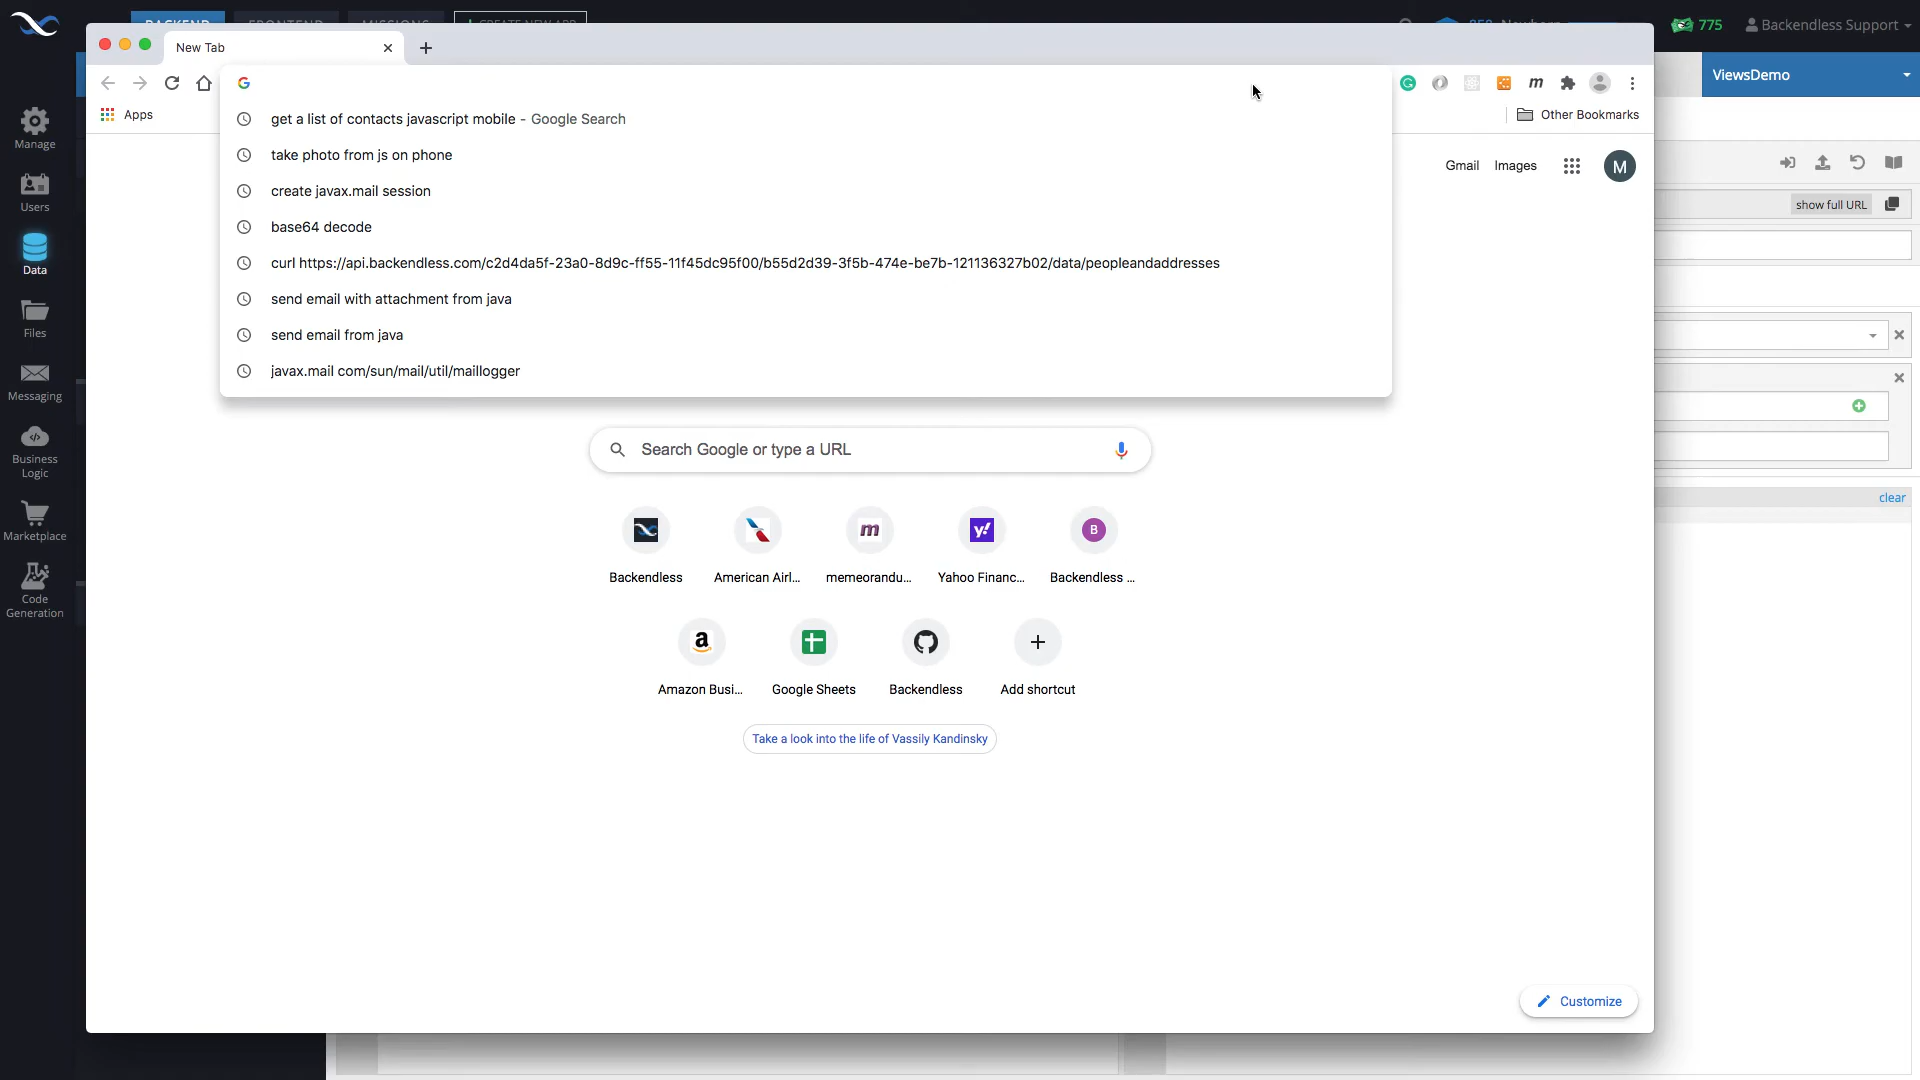 775
Backendless Support
New Tab
Manage
Users
Data
Files
Messaging
Business
Logic
Marketplace
Code
Generation
get a list of contacts javascript mobile - Google Search
take photo from js on phone
create javax.mail session
base64 decode
curl https://api.backendless.com/c2d4da5f-23a0-8d9c-ff55-11f45dc95f00/b55d2d39-3f5b-474e-be7b-121136327b02/data/peopleandaddresses
send email with attachment from java
send email from java
javax.mail com/sun/mail/util/maillogger
Apps
Other Bookmarks
Gmail Images M
ViewsDemo
show full URL
clear
Search Google or type a URL
Backendless
American Airl...
memeorandu...
Yahoo Financ...
B
Backendless ...
Amazon Busi...
Google Sheets
Backendless
Add shortcut
Take a look into the life of Vassily Kandinsky
Customize